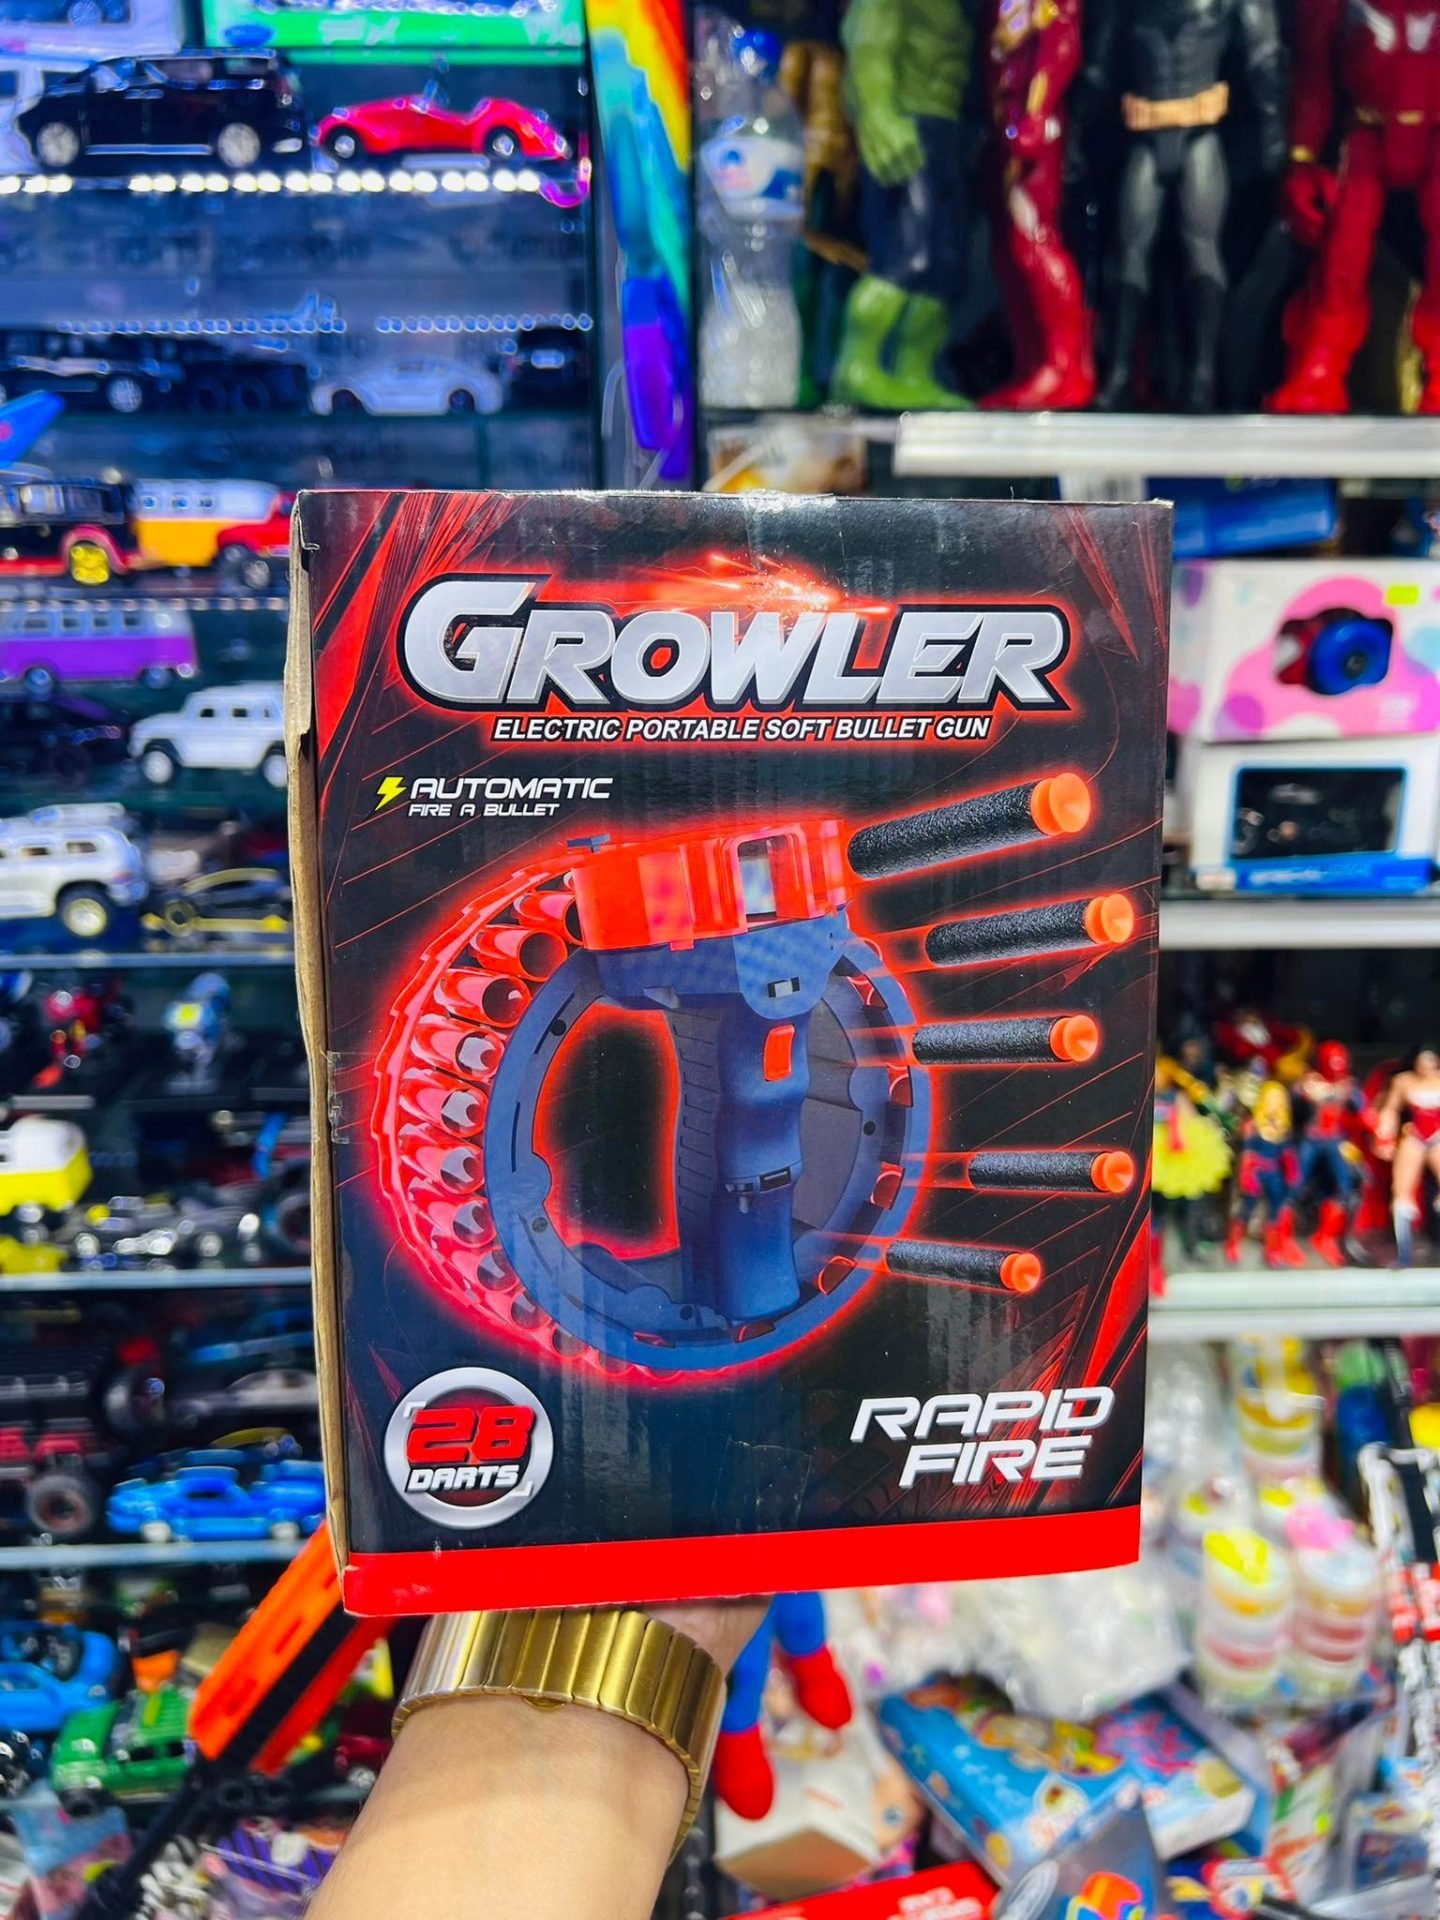 GROWLER
ELECTRIC PORTABLE SOFT BULLET GUN
AUTOMATIC
FIRE A BULLET
28
DARTS
RAPID
FIRE